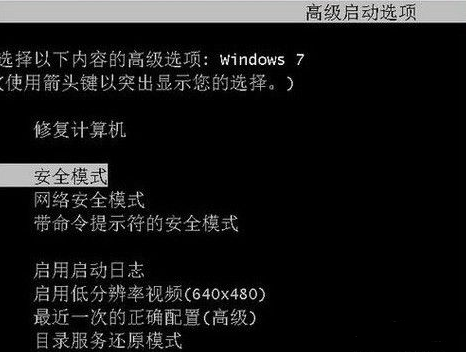 高级启动选项
选择以下内容的高级选项: Windows 7
(使用箭头键以突出显示您的选择。)
修复计算机
安全模式
网络安全模式
带命令提示符的安全模式
启用启动日志
启用低分辨率视频(640x480)
最近一次的正确配置(高级)
目录服务还原模式